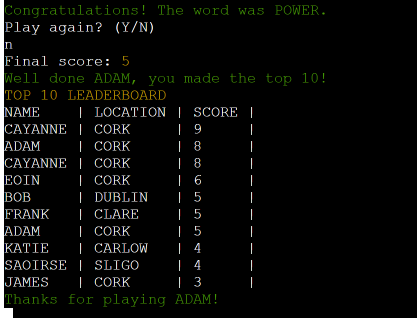 Congratulations! The word was POWER.
Play again? (Y/N)
n
Final score: 5
Well done ADAM, you made the top 10!
TOP 10 LEADERBOARD
NAME    | LOCATION | SCORE |
CAYANNE | CORK     | 9     |
ADAM    | CORK     | 8     |
CAYANNE | CORK     | 8     |
EOIN    | CORK     | 6     |
BOB     | DUBLIN   | 5     |
FRANK   | CLARE    | 5     |
ADAM    | CORK     | 5     |
KATIE   | CARLOW   | 4     |
SAOIRSE | SLIGO    | 4     |
JAMES   | CORK     | 3     |
Thanks for playing ADAM!